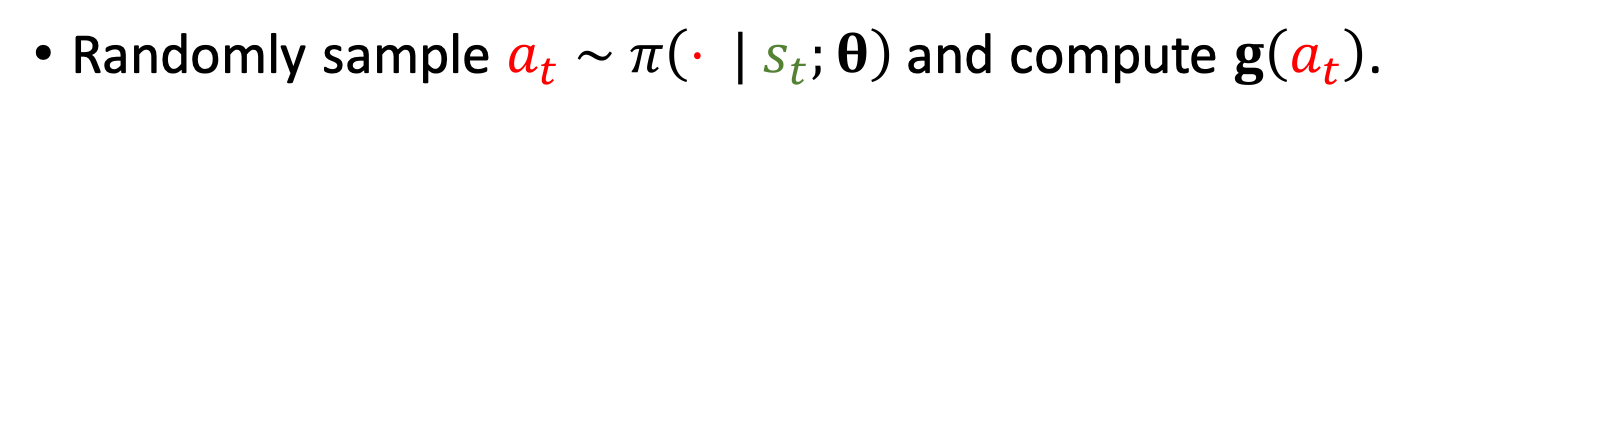 • Randomly sample aₜ ~ π(· | sₜ; θ) and compute g(aₜ).